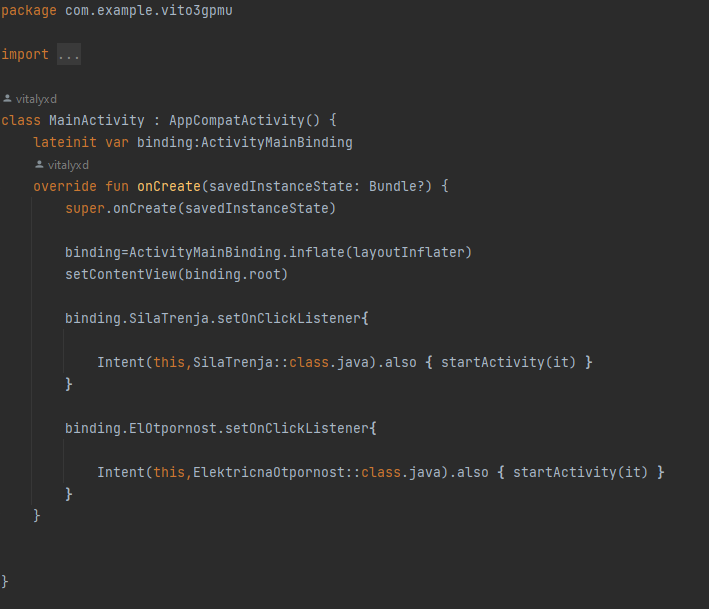 package com.example.vito3gpmu
import ...
vitalyxd
class MainActivity : AppCompatActivity() {
lateinit var binding:ActivityMainBinding
vitalyxd
override fun onCreate(savedInstanceState: Bundle?) {
super.onCreate(savedInstanceState)
binding=ActivityMainBinding.inflate(layoutInflater)
setContentView(binding.root)
binding.SilaTrenja.setOnClickListener{
Intent(this,SilaTrenja::class.java).also { startActivity(it) }
}
binding.ElOtpornost.setOnClickListener{
Intent(this,ElektricnaOtpornost::class.java).also { startActivity(it) }
}
}
}